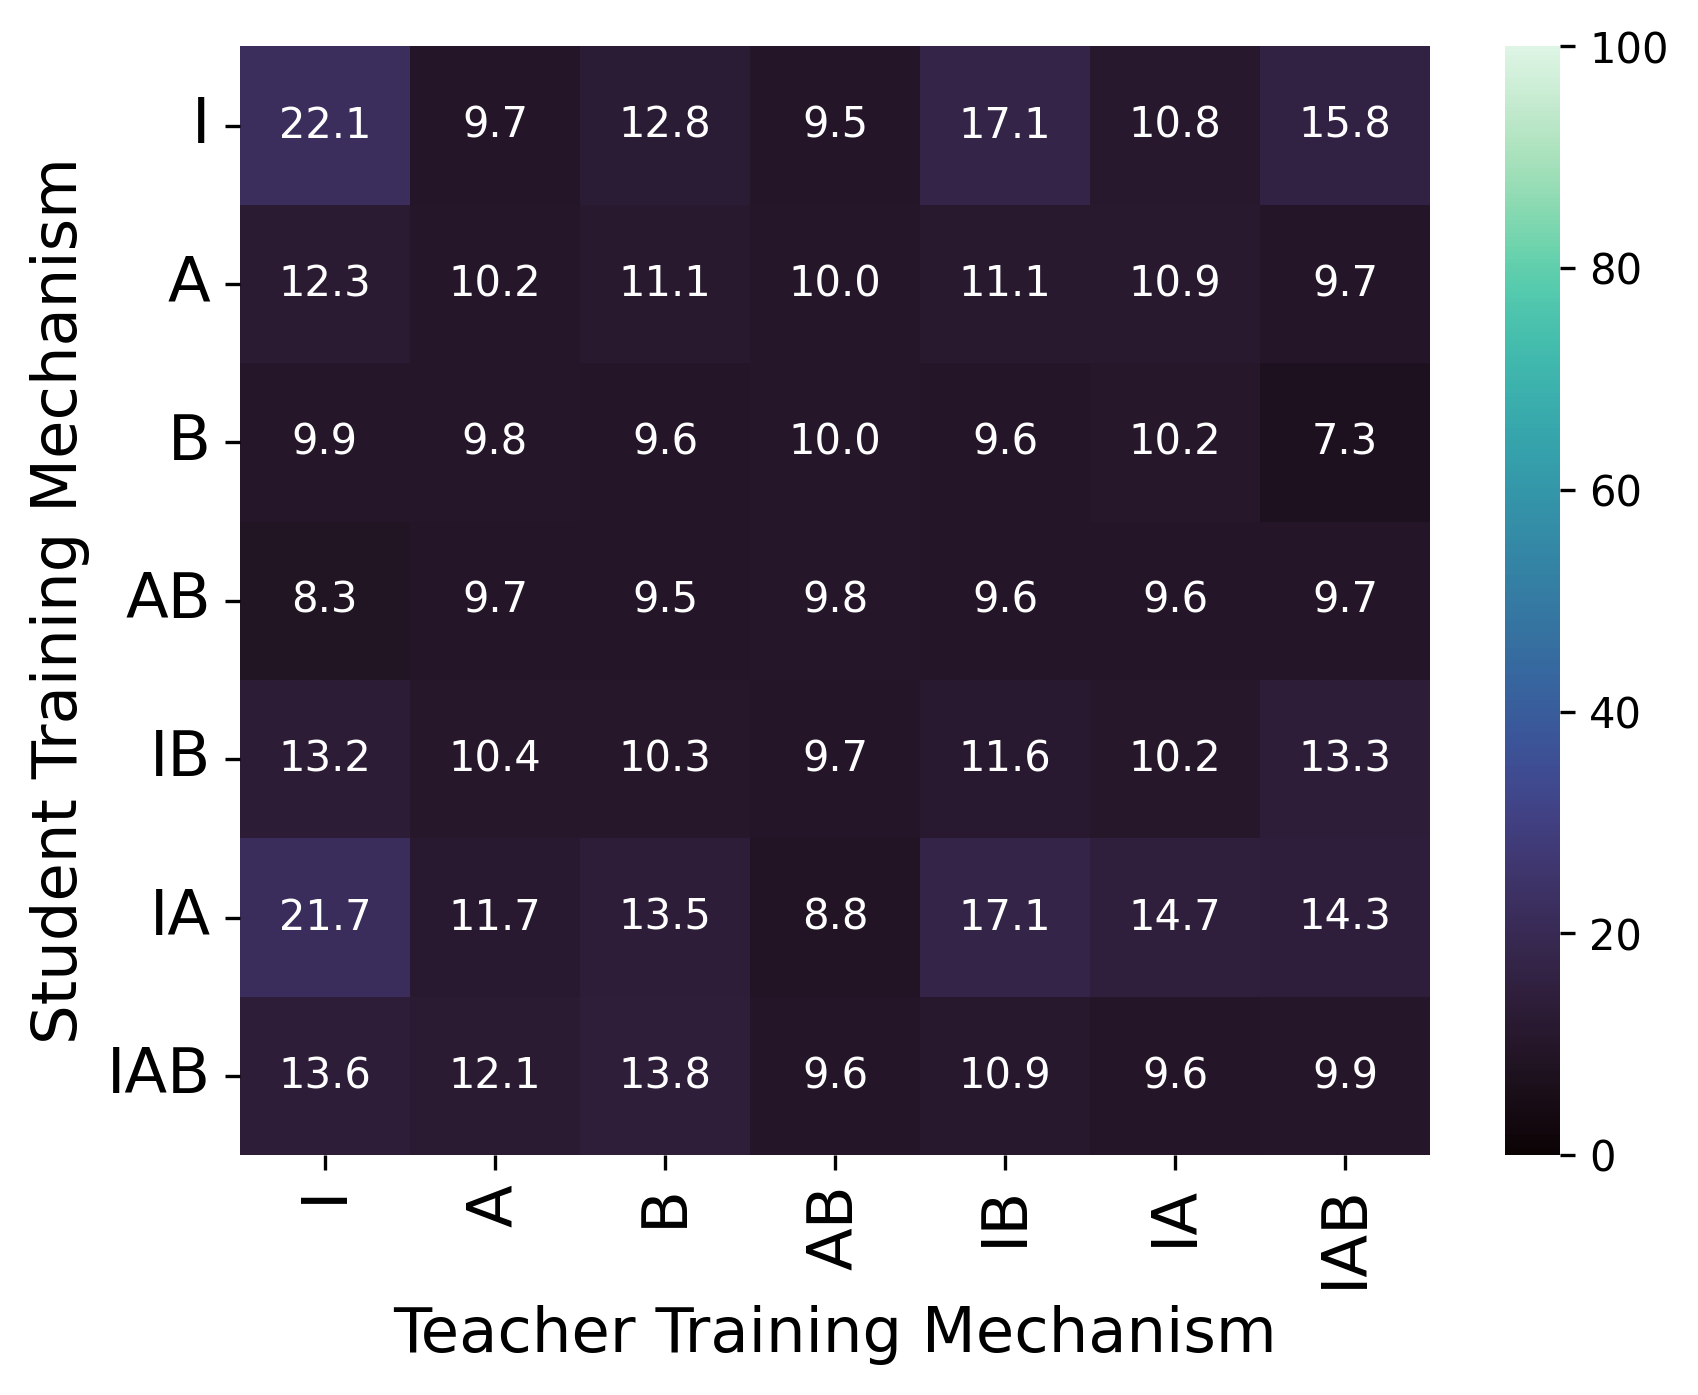 Student Training Mechanism
I 22.1 9.7 12.8 9.5 17.1 10.8 15.8
A 12.3 10.2 11.1 10.0 11.1 10.9 9.7
B 9.9 9.8 9.6 10.0 9.6 10.2 7.3
AB 8.3 9.7 9.5 9.8 9.6 9.6 9.7
IB 13.2 10.4 10.3 9.7 11.6 10.2 13.3
IA 21.7 11.7 13.5 8.8 17.1 14.7 14.3
IAB 13.6 12.1 13.8 9.6 10.9 9.6 9.9
I A B AB IB IA IAB
Teacher Training Mechanism
100
80
60
40
20
0